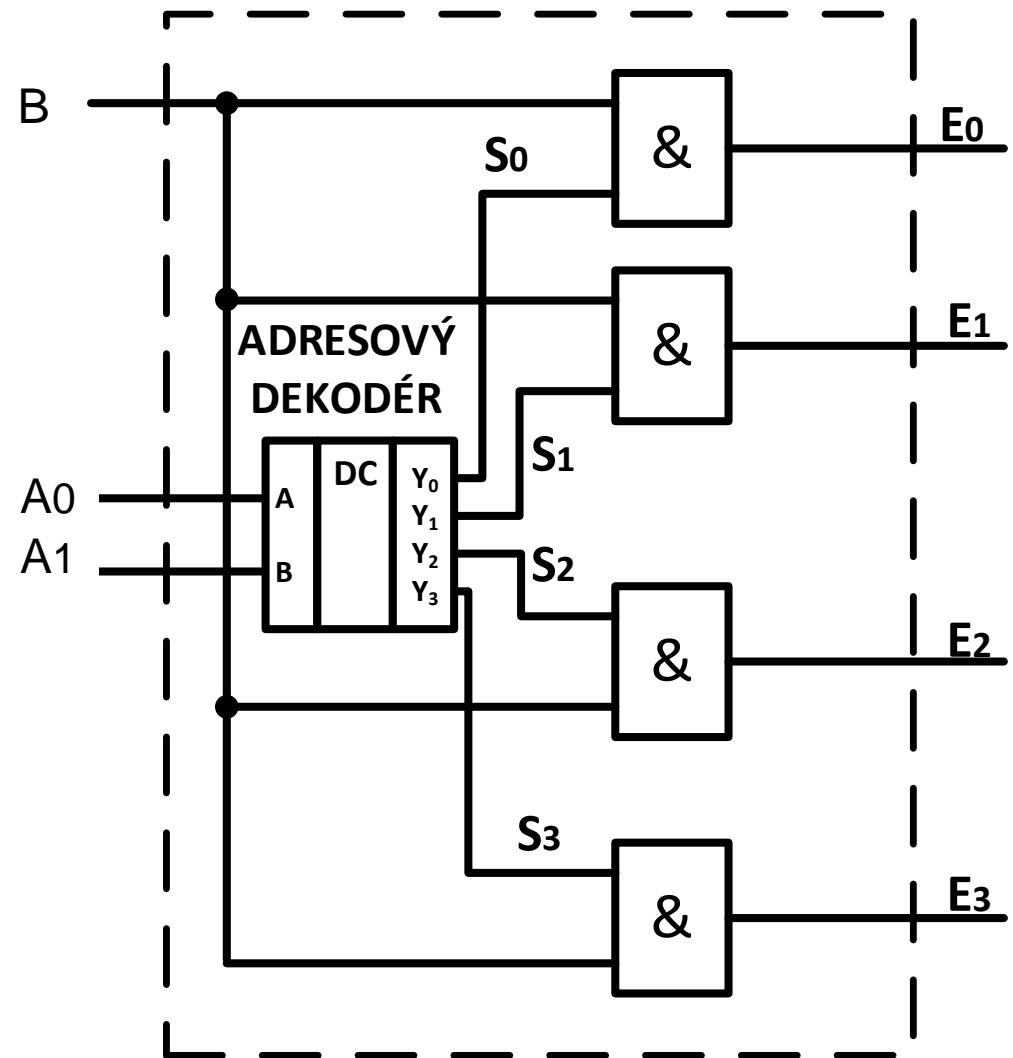 B
E0
S0
&
E1
ADRESOVÝ
DEKODÉR
&
S1
A0
A
DC
Y0
Y1
A1
B
Y2
Y3
S2
E2
&
S3
E3
&